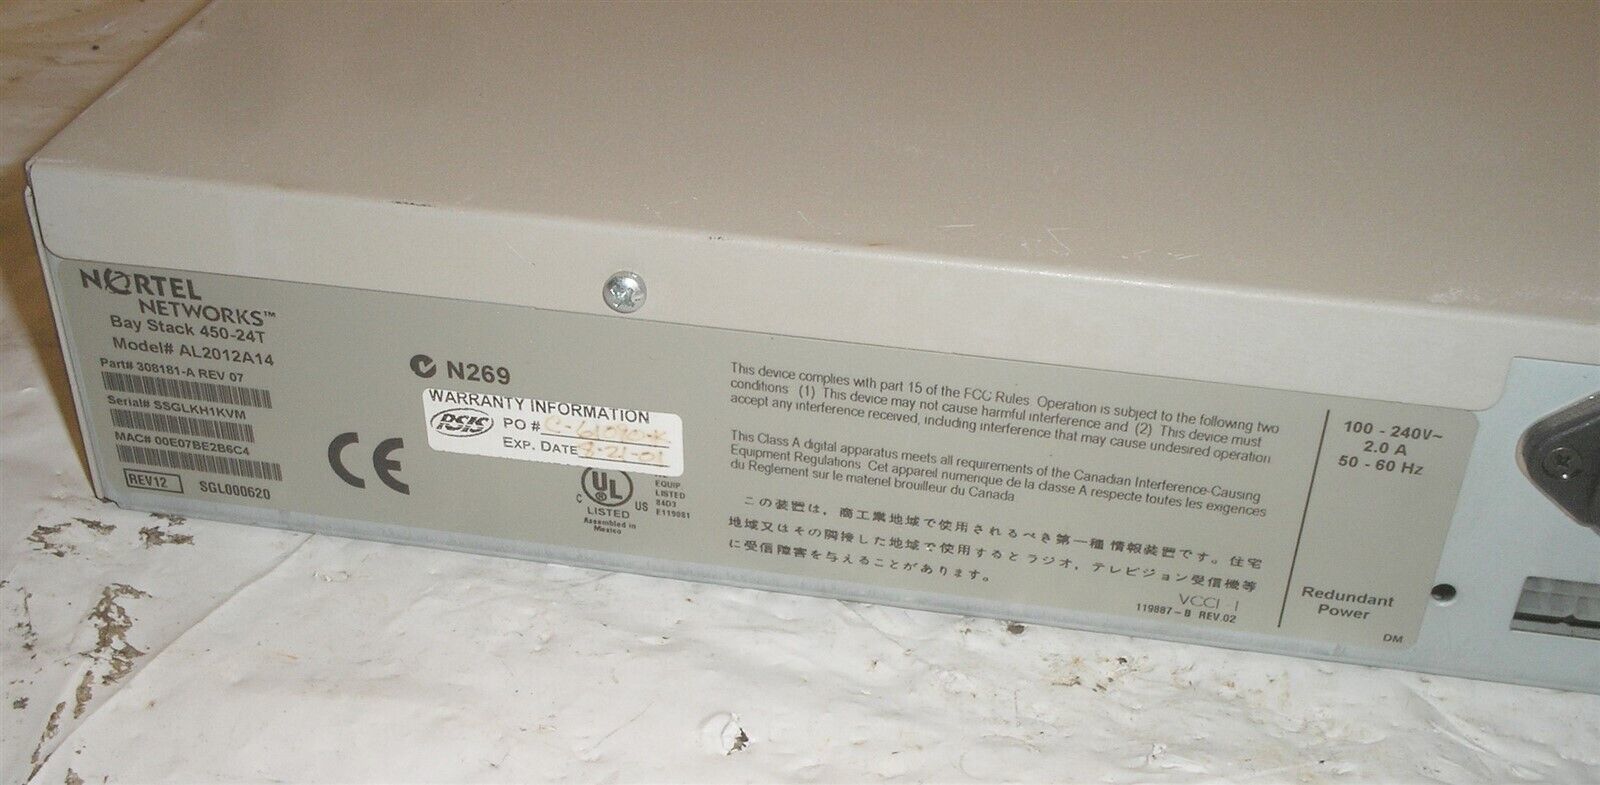 NORTEL
NETWORKS™
Bay Stack 450-24T
Model# AL2012A14
Part# 308181-A REV 07
Serial# SSGLKH1KVM
MAC# 00E07BE2B6C4
REV12 SGL000620
N269
WARRANTY INFORMATION
PSIS PO #
EXP. DATE 8-21-01
C UL US
LISTED
Assembled in
Mexico
EQUIP
LISTED
84D3
E119081
This device complies with part 15 of the FCC Rules. Operation is subject to the following two
conditions: (1) This device may not cause harmful interference and (2) This device must
accept any interference received, including interference that may cause undesired operation
This Class A digital apparatus meets all requirements of the Canadian Interference-Causing
Equipment Regulations. Cet appareil numerique de la classe A respecte toutes les exigences
du Reglement sur le materiel brouilleur du Canada
この装置は，商工業地域で使用されるべき第一種情報装置です。住宅
地域又はその隣接した地域で使用するとラジオ，テレビジョン受信機等
に受信障害を与えることがあります。
VCCI-1
119887-B REV.02
100 - 240V~
2.0 A
50 - 60 Hz
Redundant
Power
DM